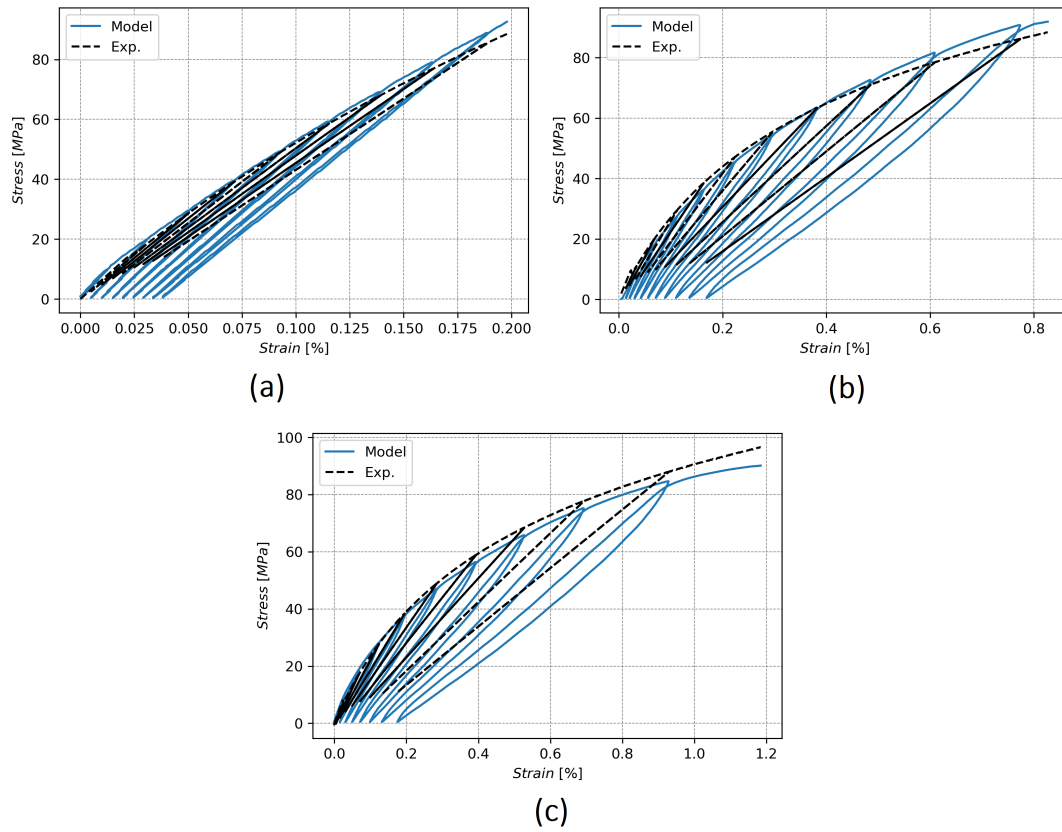 Model
Exp.
Stress [MPa]
80
60
40
20
0
0.000 0.025 0.050 0.075 0.100 0.125 0.150 0.175 0.200
Strain [%]
(a)
Model
Exp.
Stress [MPa]
80
60
40
20
0
0.0 0.2 0.4 0.6 0.8
Strain [%]
(b)
Model
Exp.
Stress [MPa]
100
80
60
40
20
0
0.0 0.2 0.4 0.6 0.8 1.0 1.2
Strain [%]
(c)